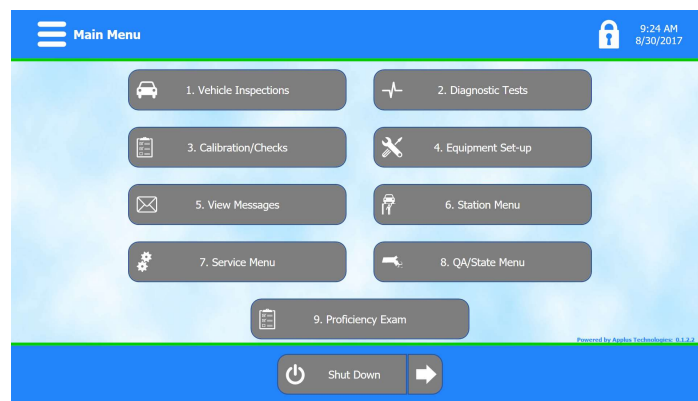 Main Menu
9:24 AM
8/30/2017
1. Vehicle Inspections
2. Diagnostic Tests
3. Calibration/Checks
4. Equipment Set-up
5. View Messages
6. Station Menu
7. Service Menu
8. QA/State Menu
9. Proficiency Exam
Powered by Applus Technologies: 0.1.2.2
Shut Down